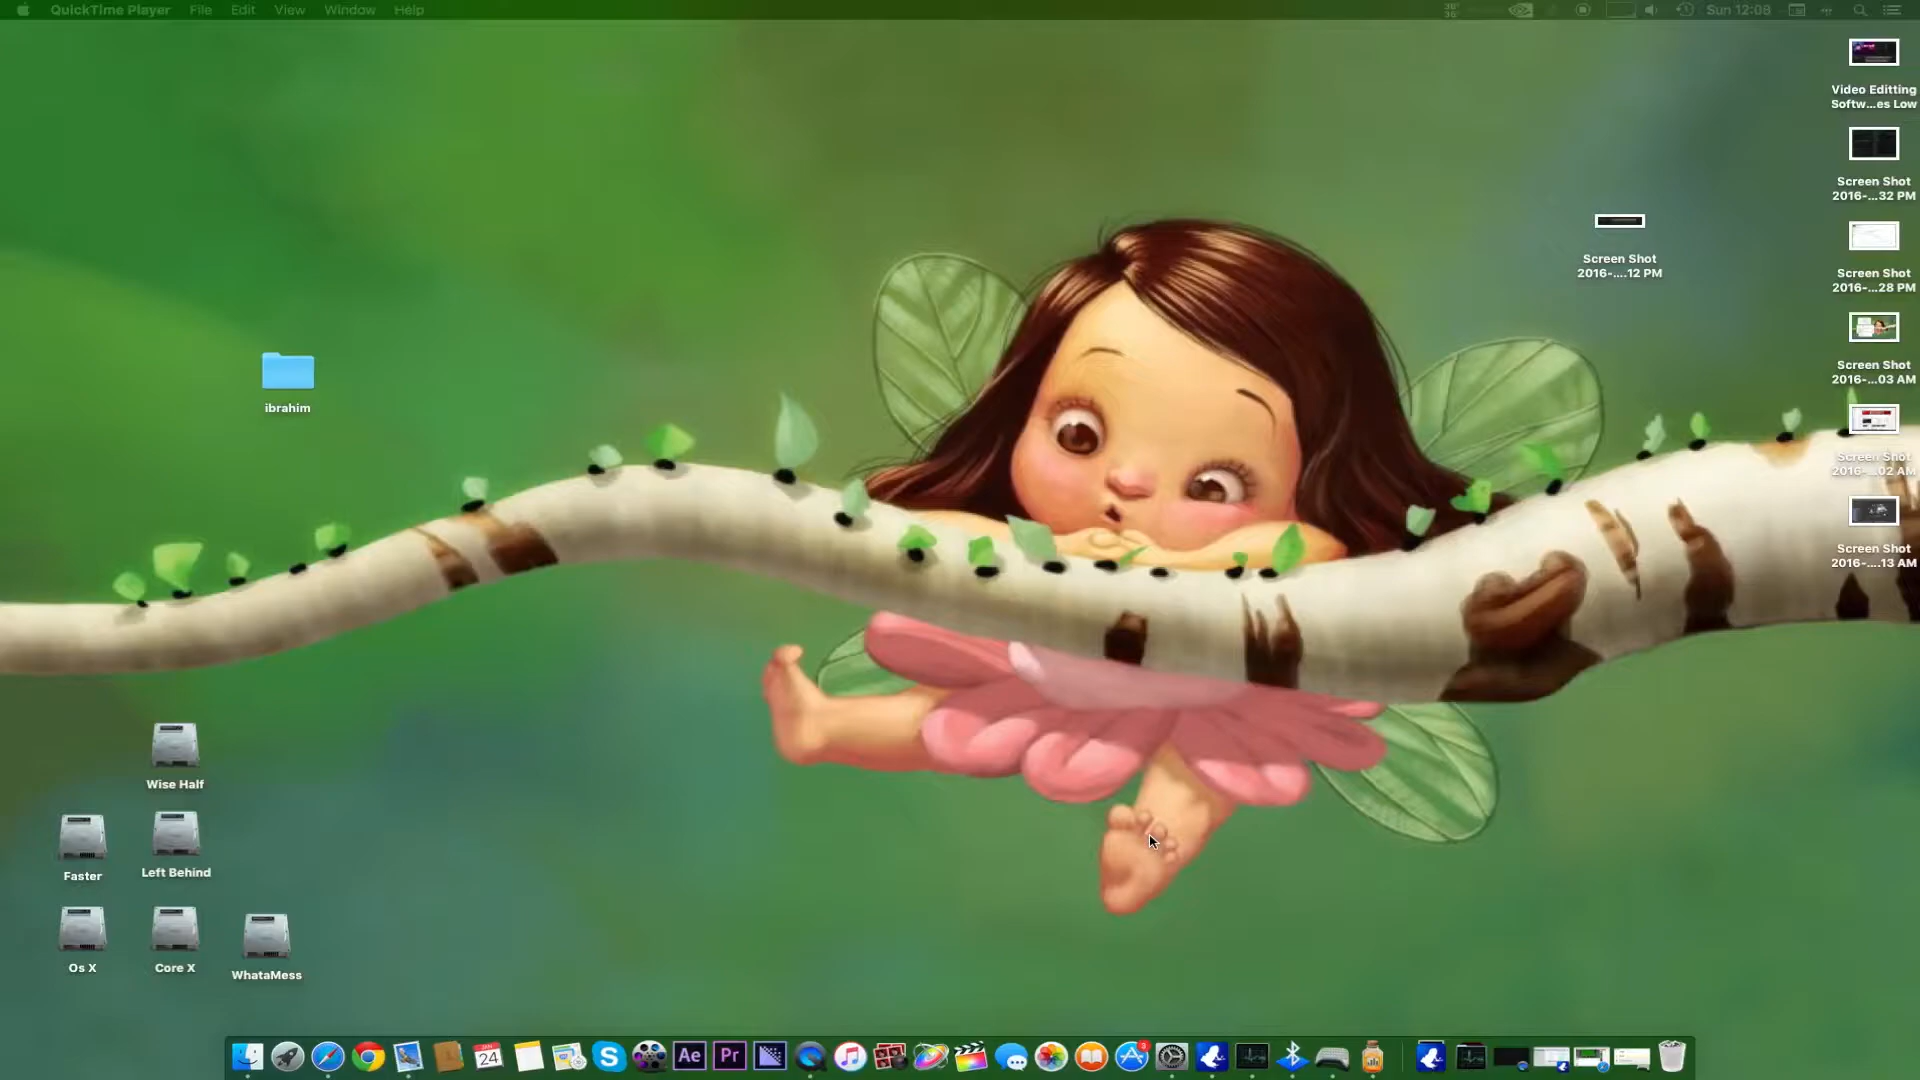 QuickTime Player File Edit View Window Help
Sun 12:08
Video Editting
Softw...es Low
Screen Shot
2016-...32 PM
Screen Shot
2016-...28 PM
Screen Shot
2016-....12 PM
Screen Shot
2016-...03 AM
Screen Shot
2016-...02 AM
Screen Shot
2016-....13 AM
ibrahim
Wise Half
Faster
Left Behind
Os X
Core X
WhataMess
JAN
24
S
Ae
Pr
3